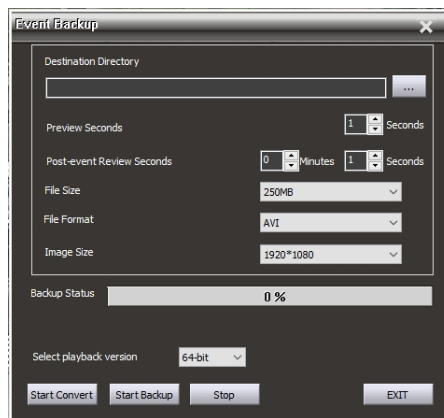 Event Backup
Destination Directory
...
Preview Seconds 1 Seconds
Post-event Review Seconds 0 Minutes 1 Seconds
File Size 250MB
File Format AVI
Image Size 1920*1080
Backup Status 0 %
Select playback version 64-bit
Start Convert Start Backup Stop EXIT